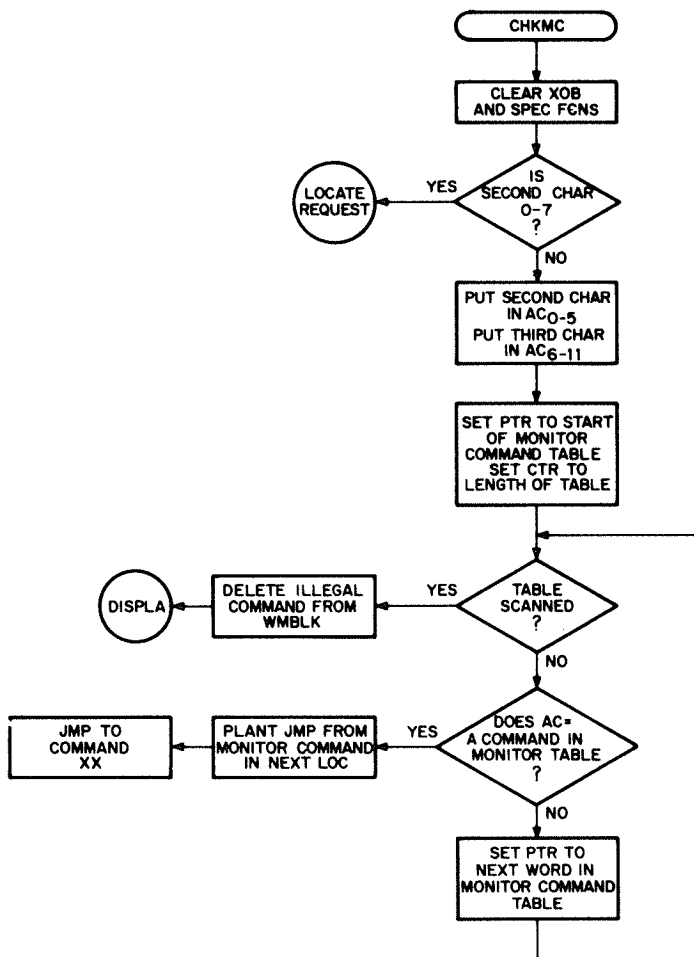 CHKMC
CLEAR XOB
AND SPEC FCNS
IS
SECOND CHAR
0-7
?
YES
LOCATE
REQUEST
NO
PUT SECOND CHAR
IN AC0-5
PUT THIRD CHAR
IN AC6-11
SET PTR TO START
OF MONITOR
COMMAND TABLE
SET CTR TO
LENGTH OF TABLE
TABLE
SCANNED
?
YES
DELETE ILLEGAL
COMMAND FROM
WMBLK
DISPLA
NO
DOES AC=
A COMMAND IN
MONITOR TABLE
?
YES
PLANT JMP FROM
MONITOR COMMAND
IN NEXT LOC
JMP TO
COMMAND
XX
NO
SET PTR TO
NEXT WORD IN
MONITOR COMMAND
TABLE